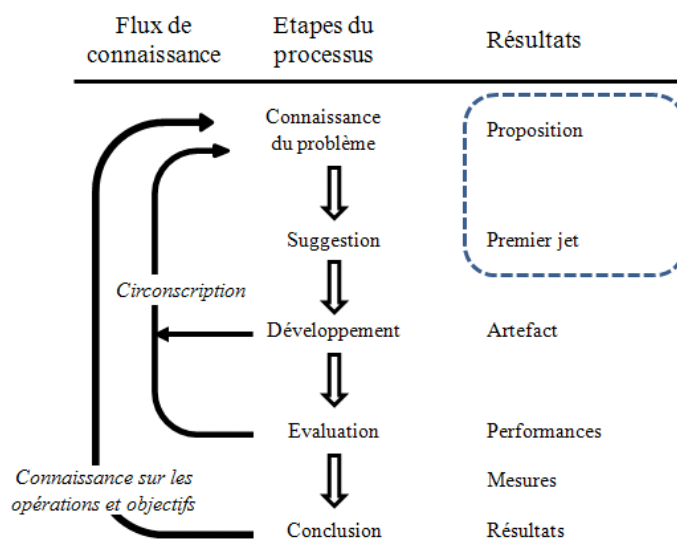 Flux de
connaissance
Etapes du
processus
Résultats
Connaissance
du problème
Proposition
Suggestion
Premier jet
Circonscription
Développement
Artefact
Evaluation
Performances
Connaissance sur les
opérations et objectifs
Mesures
Conclusion
Résultats